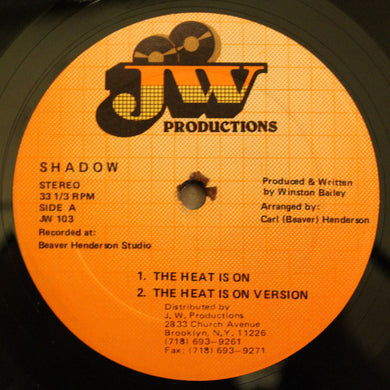 JW
PRODUCTIONS
SHADOW
STEREO
33 1/3 RPM
SIDE A
JW 103
Recorded at:
Beaver Henderson Studio
Produced & Written
by Winston Bailey
Arranged by:
Carl (Beaver) Henderson
1. THE HEAT IS ON
2. THE HEAT IS ON VERSION
Distributed by
J. W. Productions
2833 Church Avenue
Brooklyn, N.Y. 11226
(718) 693-9261
Fax: (718) 693-9271